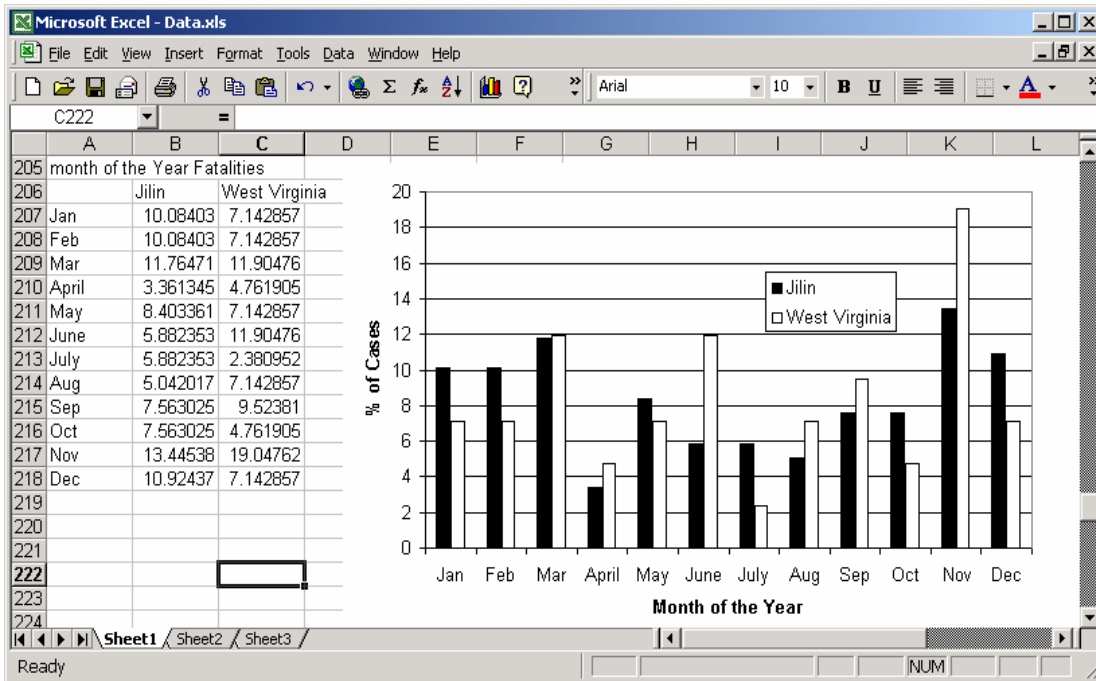 Microsoft Excel - Data.xls
File Edit View Insert Format Tools Data Window Help
Arial 10 B U A
C222 =
A B C D E F G H I J K L
205 month of the Year Fatalities
206 Jilin West Virginia
207 Jan 10.08403 7.142857
208 Feb 10.08403 7.142857
209 Mar 11.76471 11.90476
210 April 3.361345 4.761905
211 May 8.403361 7.142857
212 June 5.882353 11.90476
213 July 5.882353 2.380952
214 Aug 5.042017 7.142857
215 Sep 7.563025 9.52381
216 Oct 7.563025 4.761905
217 Nov 13.44538 19.04762
218 Dec 10.92437 7.142857
219
220
221
222
223
224
20
18
16
14
12
10
8
6
4
2
0
% of Cases
Jilin
West Virginia
Jan Feb Mar April May June July Aug Sep Oct Nov Dec
Month of the Year
Sheet1 Sheet2 Sheet3
Ready NUM